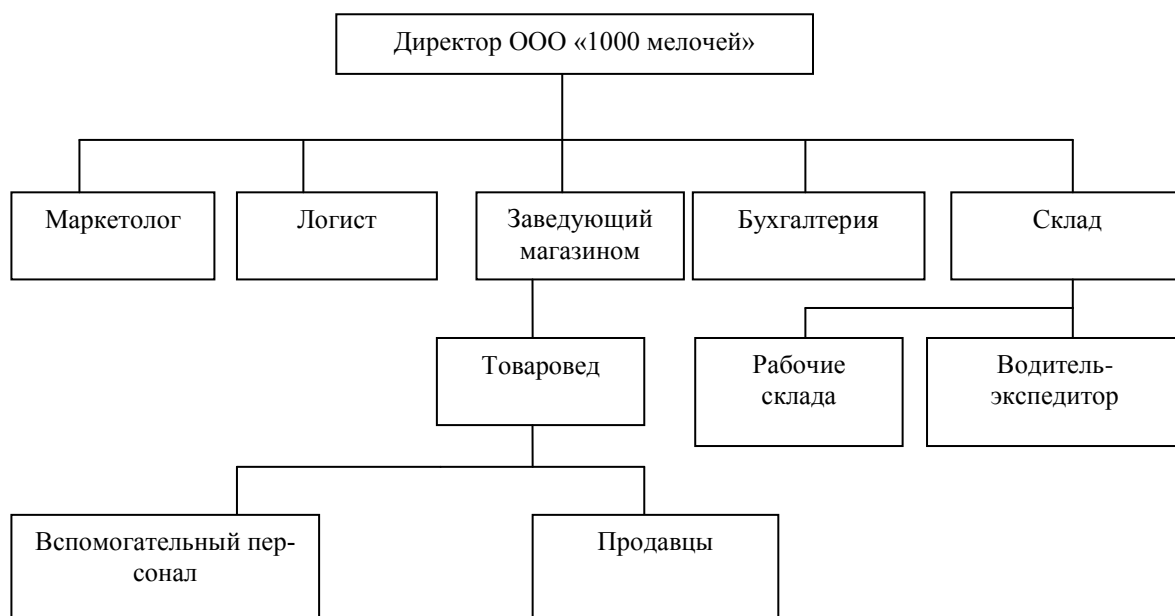 Директор ООО «1000 мелочей»
Маркетолог
Логист
Заведующий
магазином
Бухгалтерия
Склад
Товаровед
Рабочие
склада
Водитель-
экспедитор
Вспомогательный пер-
сонал
Продавцы